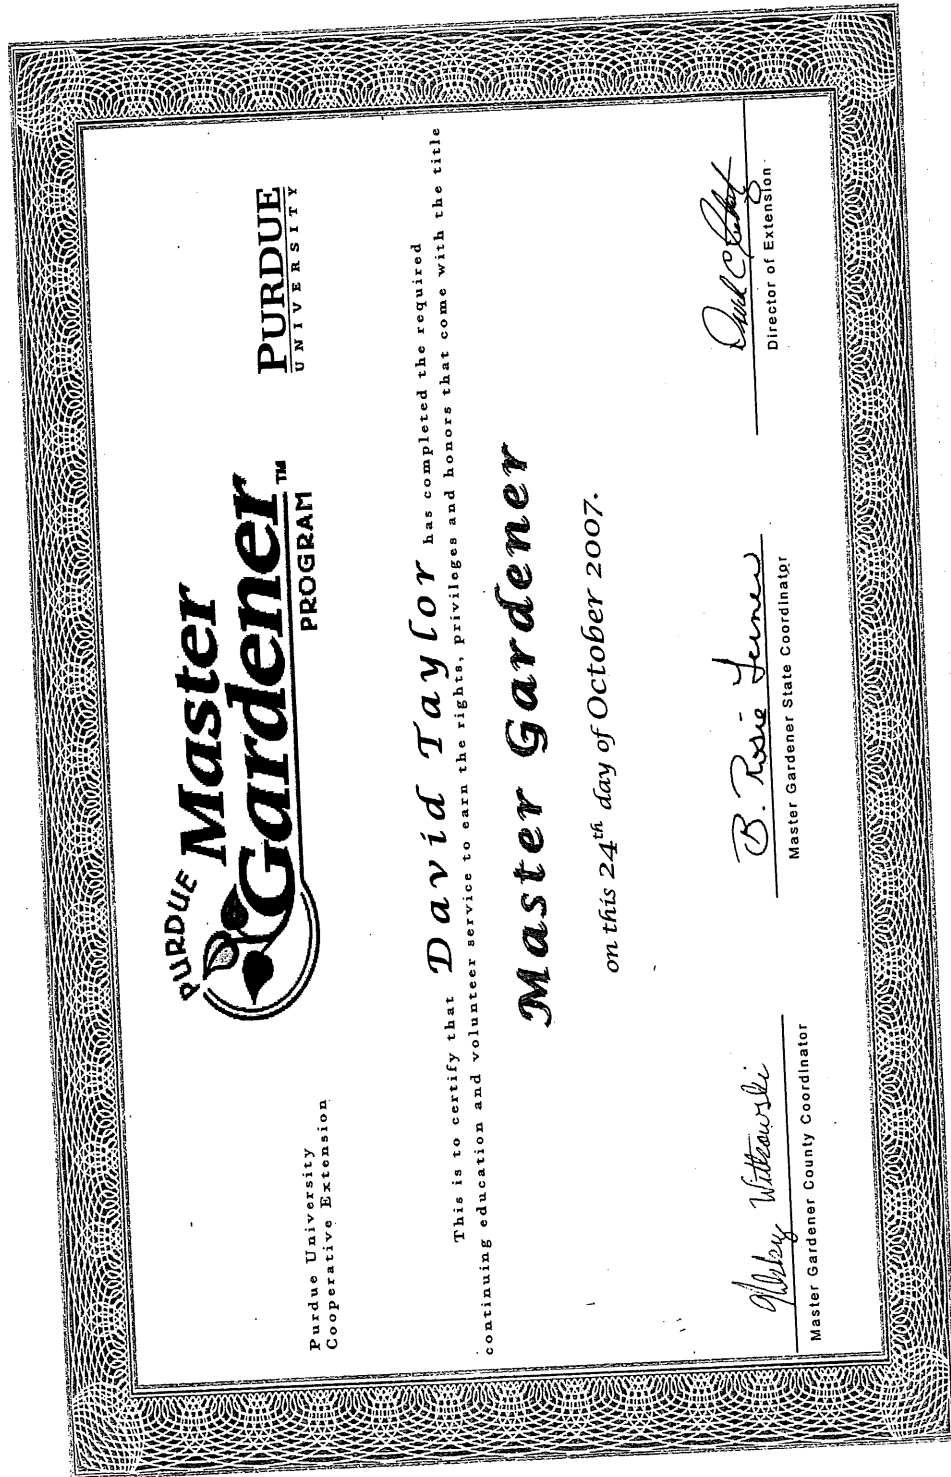 PURDUE
Master
Gardener™
PROGRAM
PURDUE
UNIVERSITY
Purdue University
Cooperative Extension
This is to certify that David Taylor has completed the required
continuing education and volunteer service to earn the rights, privileges and honors that come with the title
Master Gardener
on this 24th day of October 2007.
B. Rosie Lerner
Master Gardener County Coordinator
Master Gardener State Coordinator
Director of Extension